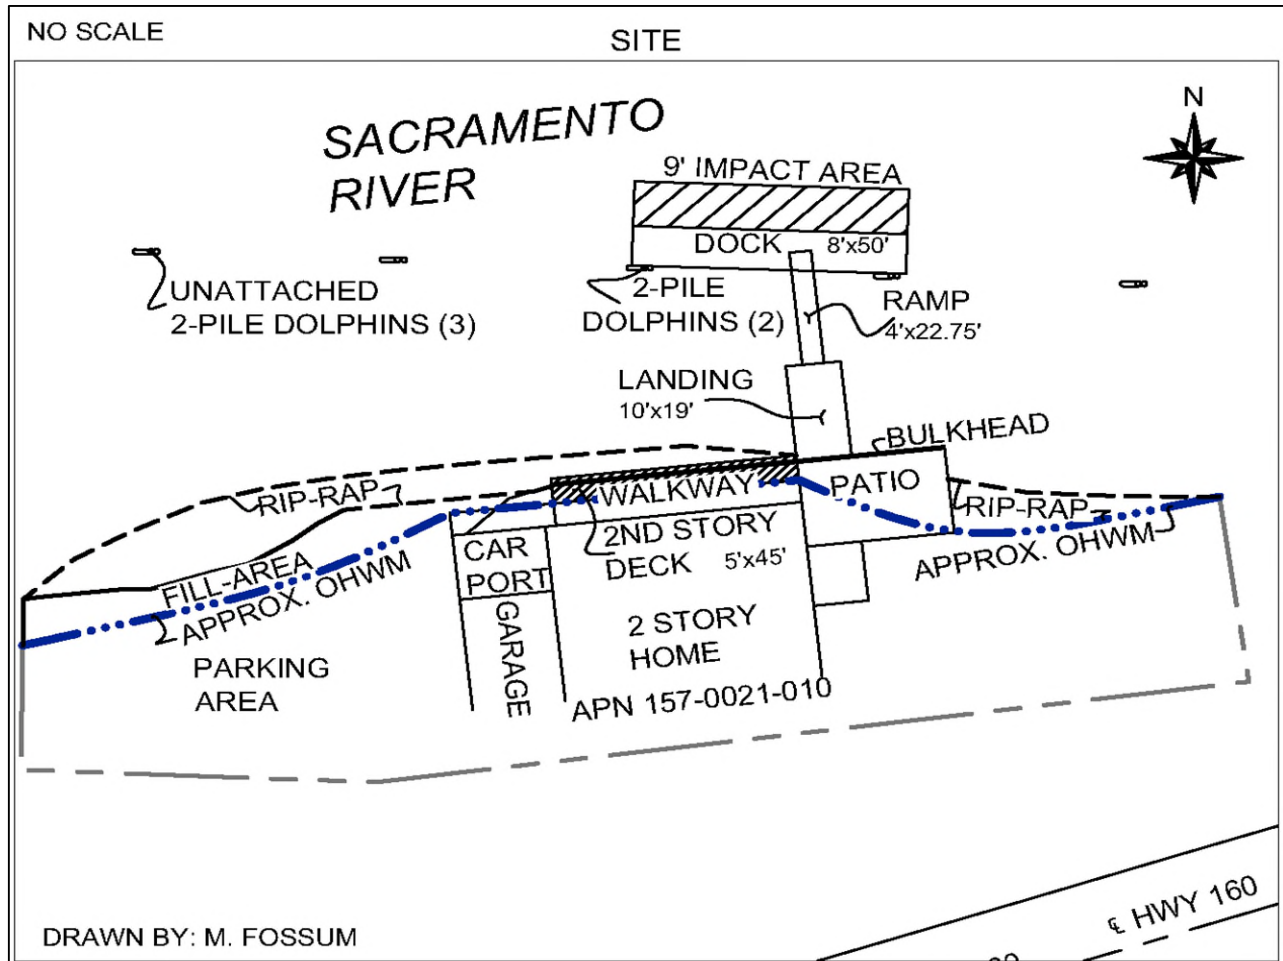 NO SCALE
SITE
N
SACRAMENTO
RIVER
9' IMPACT AREA
DOCK 8'x50'
UNATTACHED
2-PILE DOLPHINS (3)
2-PILE
DOLPHINS (2)
RAMP
4'x22.75'
LANDING
10'x19'
BULKHEAD
RIP-RAP
WALKWAY
PATIO
RIP-RAP
APPROX. OHWM
FILL-AREA
APPROX. OHWM
CAR
PORT
2ND STORY
DECK 5'x45'
GARAGE
2 STORY
HOME
PARKING
AREA
APN 157-0021-010
℄ HWY 160
DRAWN BY: M. FOSSUM